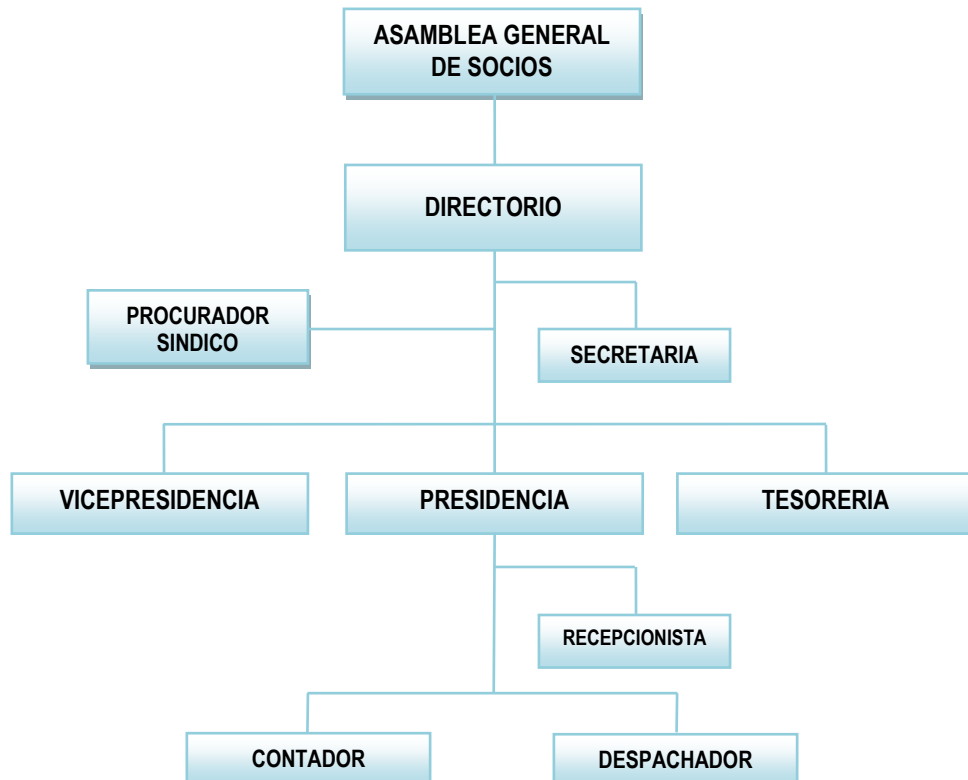 ASAMBLEA GENERAL
DE SOCIOS
DIRECTORIO
PROCURADOR
SINDICO
SECRETARIA
VICEPRESIDENCIA
PRESIDENCIA
TESORERIA
RECEPCIONISTA
CONTADOR
DESPACHADOR